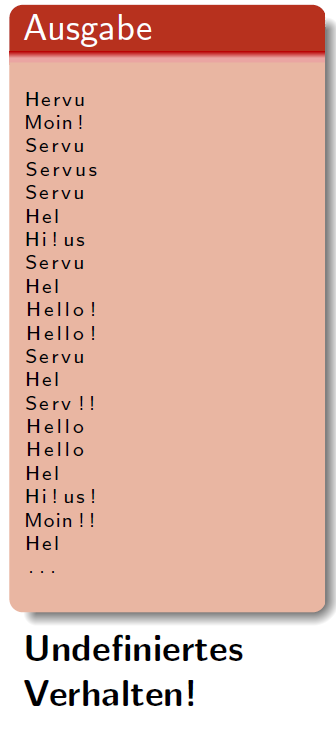 Ausgabe
Hervu
Moin!
Servu
Servus
Servu
Hel
Hi!us
Servu
Hel
Hello!
Hello!
Servu
Hel
Serv!!
Hello
Hello
Hel
Hi!us!
Moin!!
Hel
...
Undefiniertes
Verhalten!